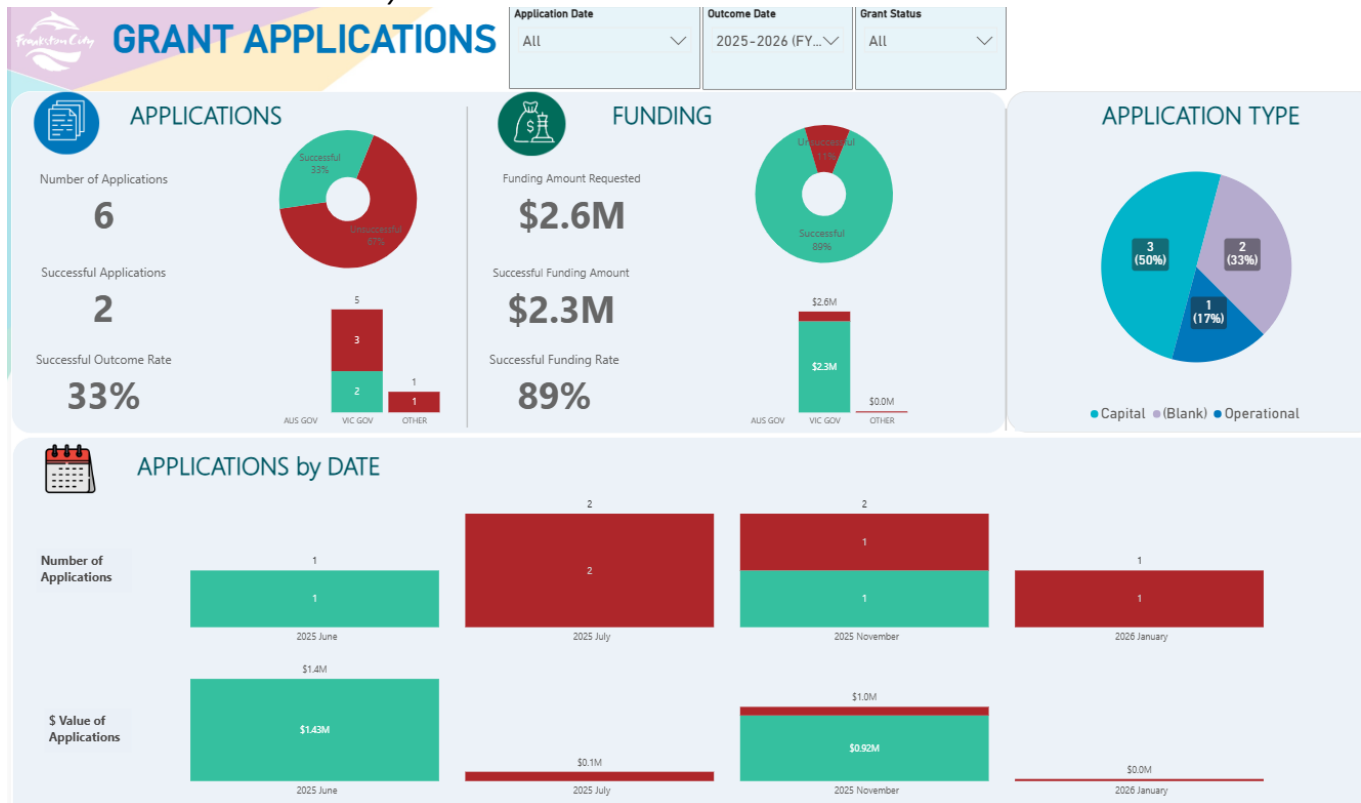 Frankston City
GRANT APPLICATIONS
Application Date
All
Outcome Date
2025-2026 (FY...
Grant Status
All
APPLICATIONS
Number of Applications
6
Successful Applications
2
Successful Outcome Rate
33%
Successful
33%
Unsuccessful
67%
5
3
2
1
1
AUS GOV VIC GOV OTHER
FUNDING
Funding Amount Requested
$2.6M
Successful Funding Amount
$2.3M
Successful Funding Rate
89%
Unsuccessful
11%
Successful
89%
$2.6M
$2.3M
$0.0M
AUS GOV VIC GOV OTHER
APPLICATION TYPE
3
(50%)
2
(33%)
1
(17%)
Capital (Blank) Operational
APPLICATIONS by DATE
Number of
Applications
1
1
2025 June
2
2
2025 July
2
1
1
2025 November
1
1
2026 January
$ Value of
Applications
$1.4M
$1.43M
2025 June
$0.1M
2025 July
$1.0M
$0.92M
2025 November
$0.0M
2026 January